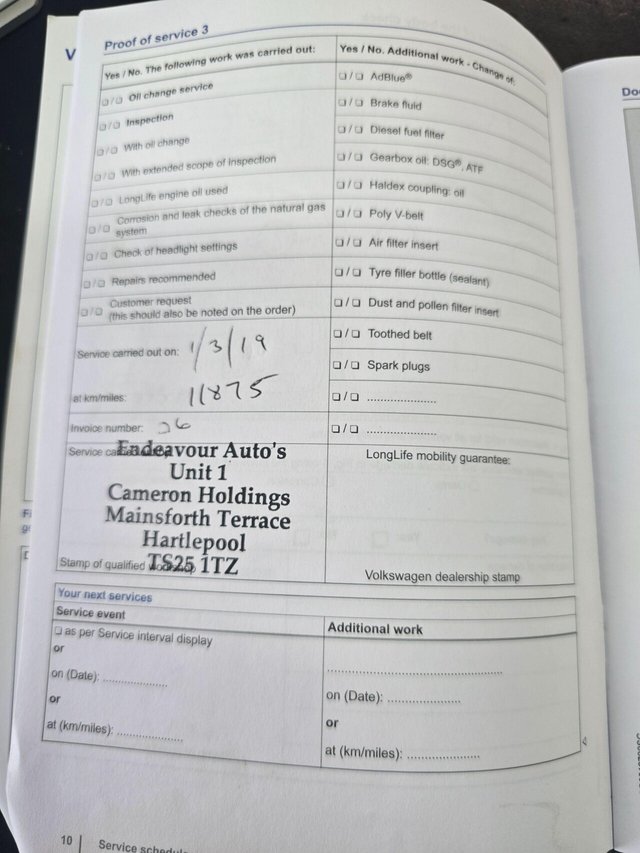 Proof of service 3
Yes / No. The following work was carried out:
❑/❑ Oil change service
❑/❑ Inspection
❑/❑ With oil change
❑/❑ With extended scope of inspection
❑/❑ LongLife engine oil used
❑/❑ Corrosion and leak checks of the natural gas
system
❑/❑ Check of headlight settings
❑/❑ Repairs recommended
❑/❑ Customer request
(this should also be noted on the order)
Service carried out on: 1/3/19
at km/miles: 11875
Invoice number: 26
Yes / No. Additional work - Change of:
❑/❑ AdBlue®
❑/❑ Brake fluid
❑/❑ Diesel fuel filter
❑/❑ Gearbox oil: DSG®, ATF
❑/❑ Haldex coupling: oil
❑/❑ Poly V-belt
❑/❑ Air filter insert
❑/❑ Tyre filler bottle (sealant)
❑/❑ Dust and pollen filter insert
❑/❑ Toothed belt
❑/❑ Spark plugs
❑/❑ .....................
❑/❑ .....................
Service
Endeavour Auto's
Unit 1
Cameron Holdings
Mainsforth Terrace
Hartlepool
TS25 1TZ
Stamp of qualified
LongLife mobility guarantee:
Volkswagen dealership stamp
Your next services
Service event
❑ as per Service interval display
or
on (Date): ...................
or
at (km/miles): ...................
Additional work
.....................................................
on (Date): .....................
or
at (km/miles): .....................
10 | Service schedu
V
Do